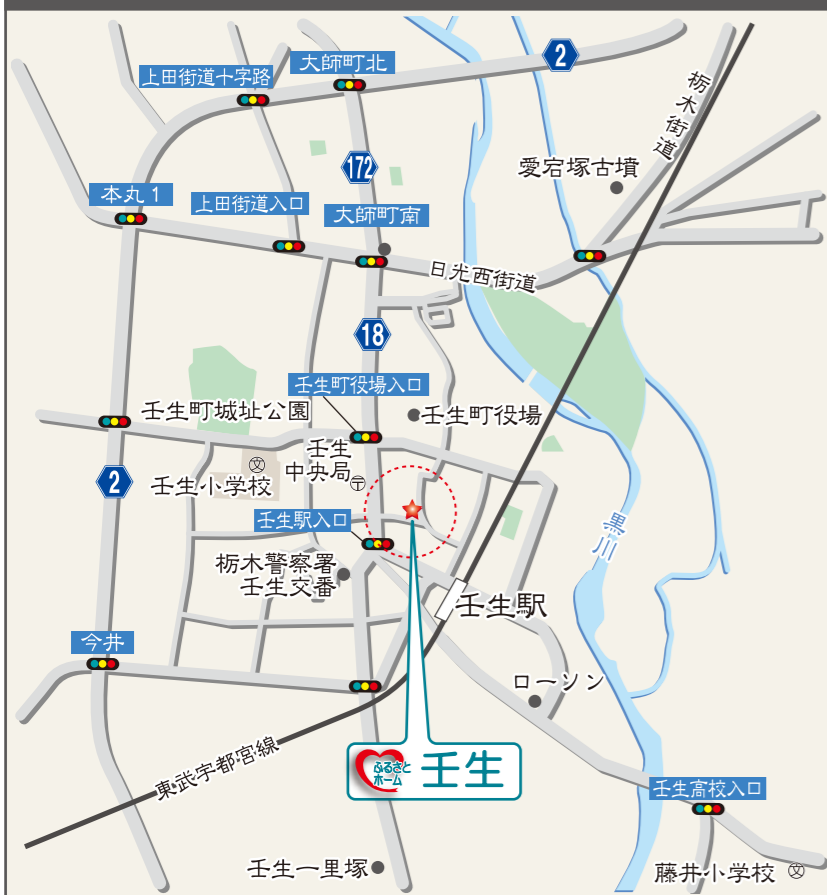 2
大師町北
上田街道十字路
栃木街道
172
愛宕塚古墳
本丸1
上田街道入口
大師町南
日光西街道
18
壬生町役場入口
壬生町城址公園
壬生町役場
壬生
中央局
〒
文
壬生小学校
2
壬生駅入口
黒川
栃木警察署
壬生交番
壬生駅
今井
ローソン
東武宇都宮線
ふるさと
ホーム
壬生
壬生高校入口
壬生一里塚
藤井小学校
文